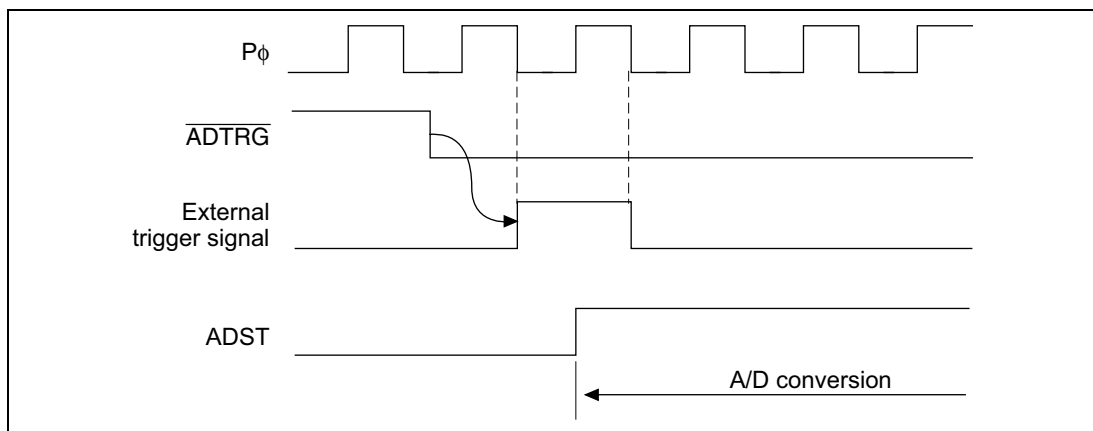 Pϕ
ADTRG
External
trigger signal
ADST
A/D conversion